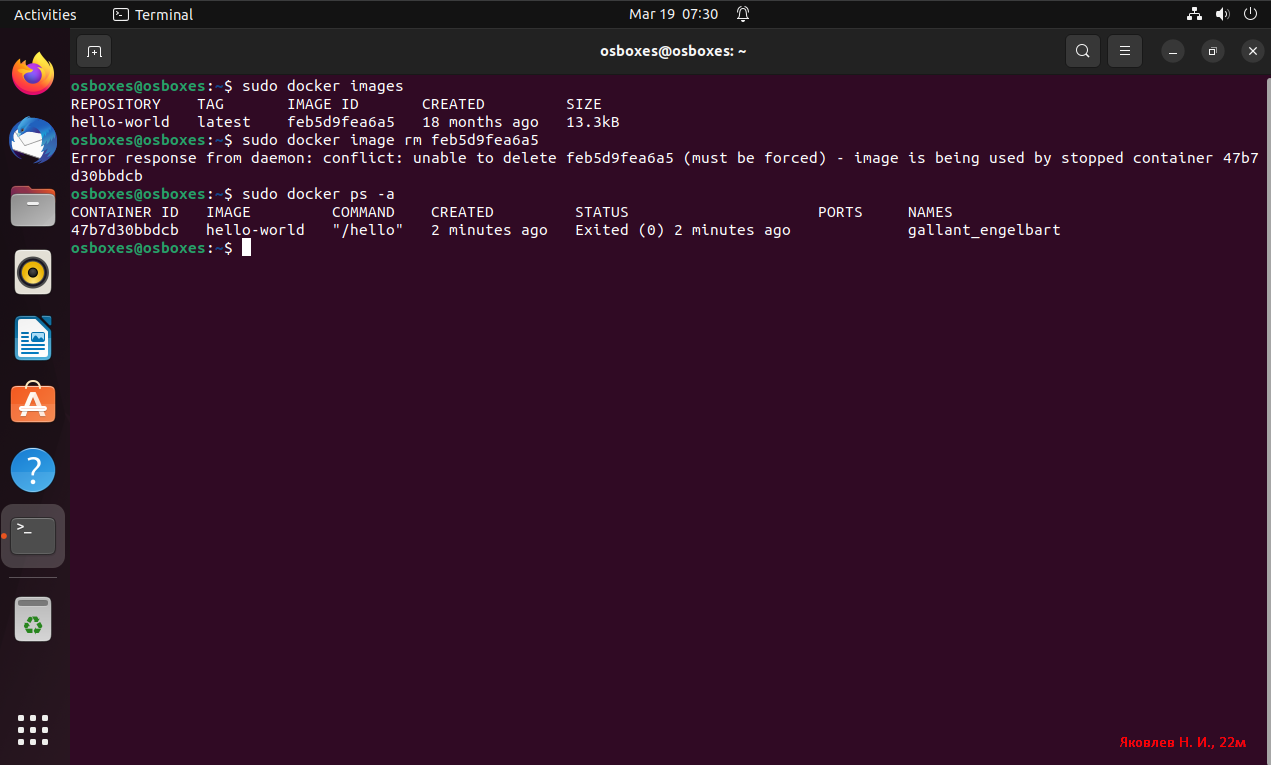 Activities Terminal Mar 19 07:30
osboxes@osboxes: ~
osboxes@osboxes:~$ sudo docker images
REPOSITORY TAG IMAGE ID CREATED SIZE
hello-world latest feb5d9fea6a5 18 months ago 13.3kB
osboxes@osboxes:~$ sudo docker image rm feb5d9fea6a5
Error response from daemon: conflict: unable to delete feb5d9fea6a5 (must be forced) - image is being used by stopped container 47b7
d30bbdcb
osboxes@osboxes:~$ sudo docker ps -a
CONTAINER ID IMAGE COMMAND CREATED STATUS PORTS NAMES
47b7d30bbdcb hello-world "/hello" 2 minutes ago Exited (0) 2 minutes ago gallant_engelbart
osboxes@osboxes:~$
Яковлев Н. И., 22м